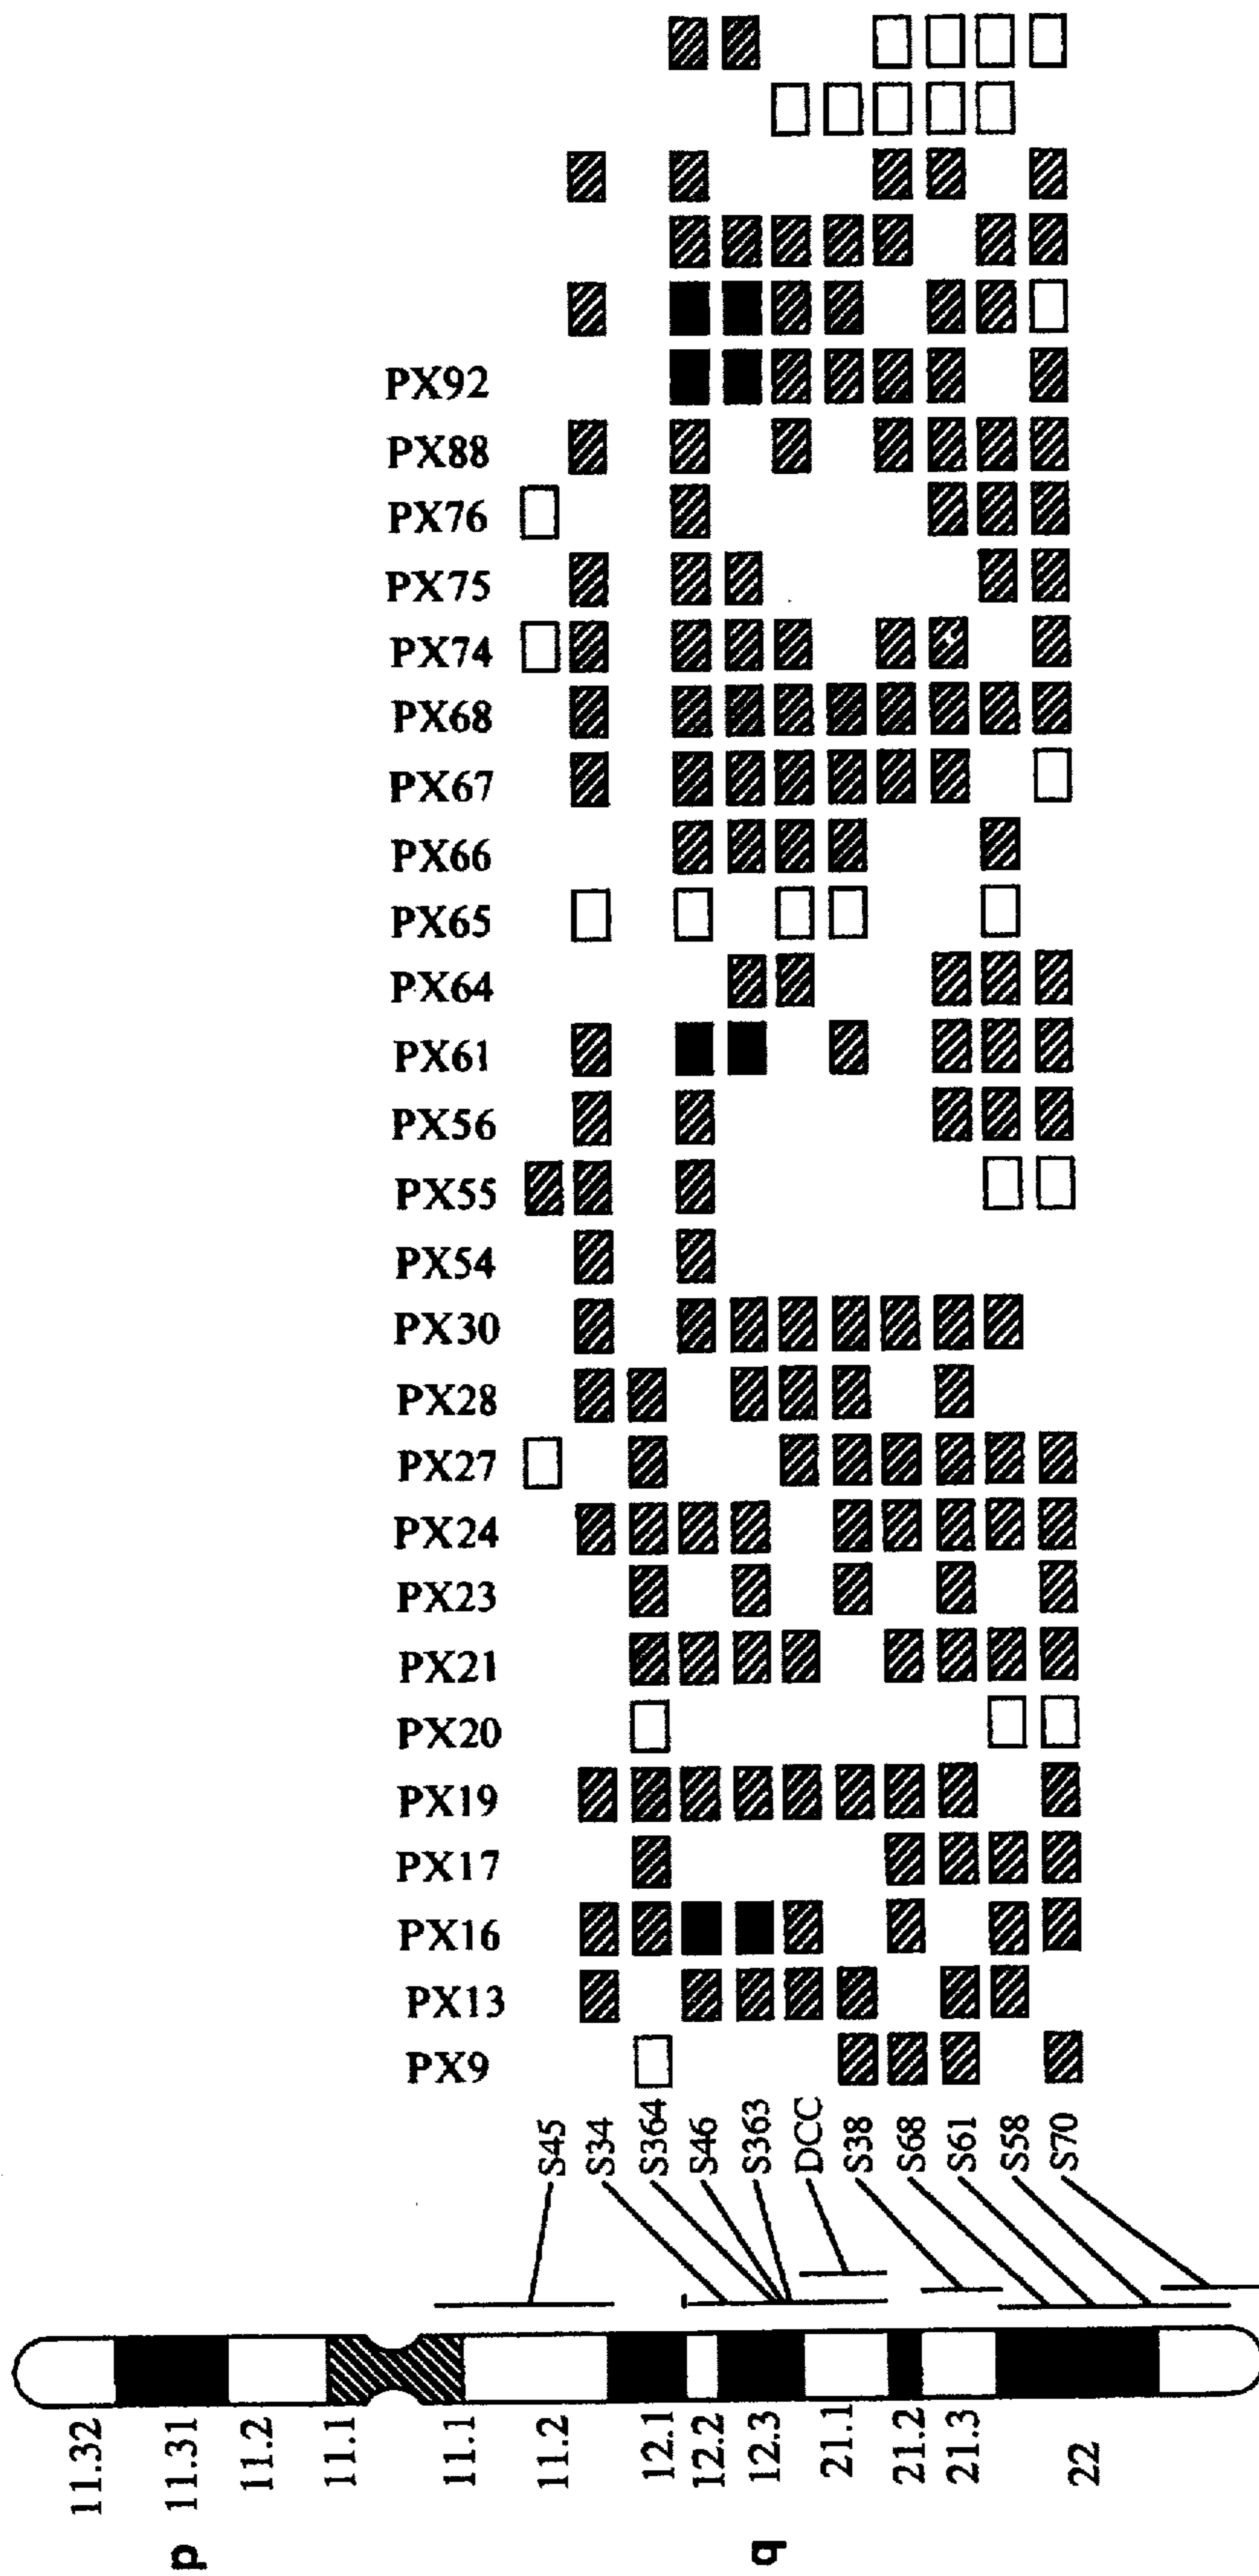 PX92
PX88
PX76
PX75
PX74
PX68
PX67
PX66
PX65
PX64
PX61
PX56
PX55
PX54
PX30
PX28
PX27
PX24
PX23
PX21
PX20
PX19
PX17
PX16
PX13
PX9
S45
S34
S364
S46
S363
DCC
S38
S68
S61
S58
S70
11.32
11.31
11.2
11.1
11.1
11.2
12.1
12.2
12.3
21.1
21.2
21.3
22
p
q